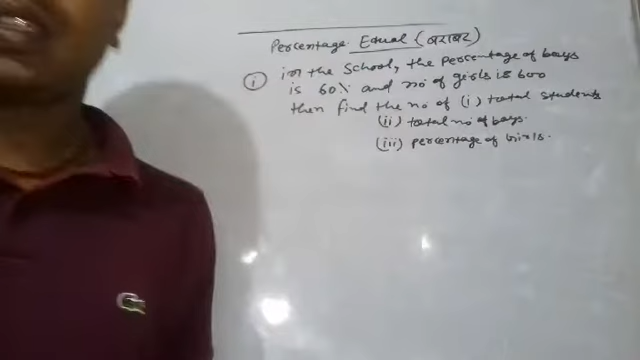 Percentage Equal (बराबर)
(i) in the School, the percentage of boys
is 60% and no of girls is 600
then find the no of (i) total students
(ii) total no of boys.
(iii) percentage of girls.